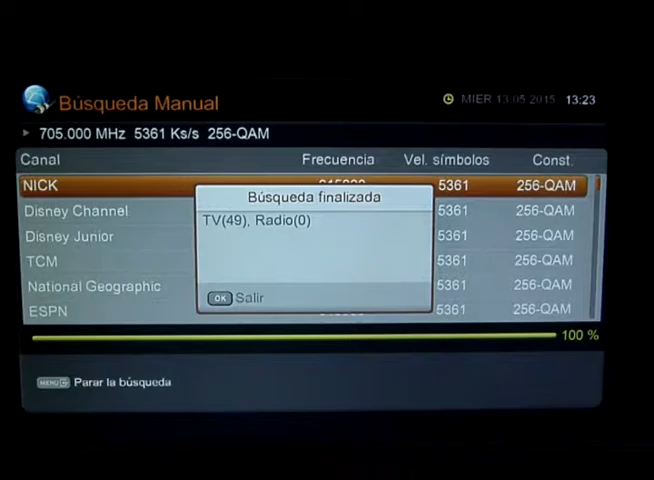 Búsqueda Manual
MIER 13.05.2015 13:23
705.000 MHz 5361 Ks/s 256-QAM
Canal Frecuencia Vel. símbolos Const.
NICK 5361 256-QAM
Búsqueda finalizada
Disney Channel 5361 256-QAM
TV(49), Radio(0)
Disney Junior 5361 256-QAM
TCM 5361 256-QAM
National Geographic 5361 256-QAM
OK Salir
ESPN 5361 256-QAM
100 %
MENU Parar la búsqueda